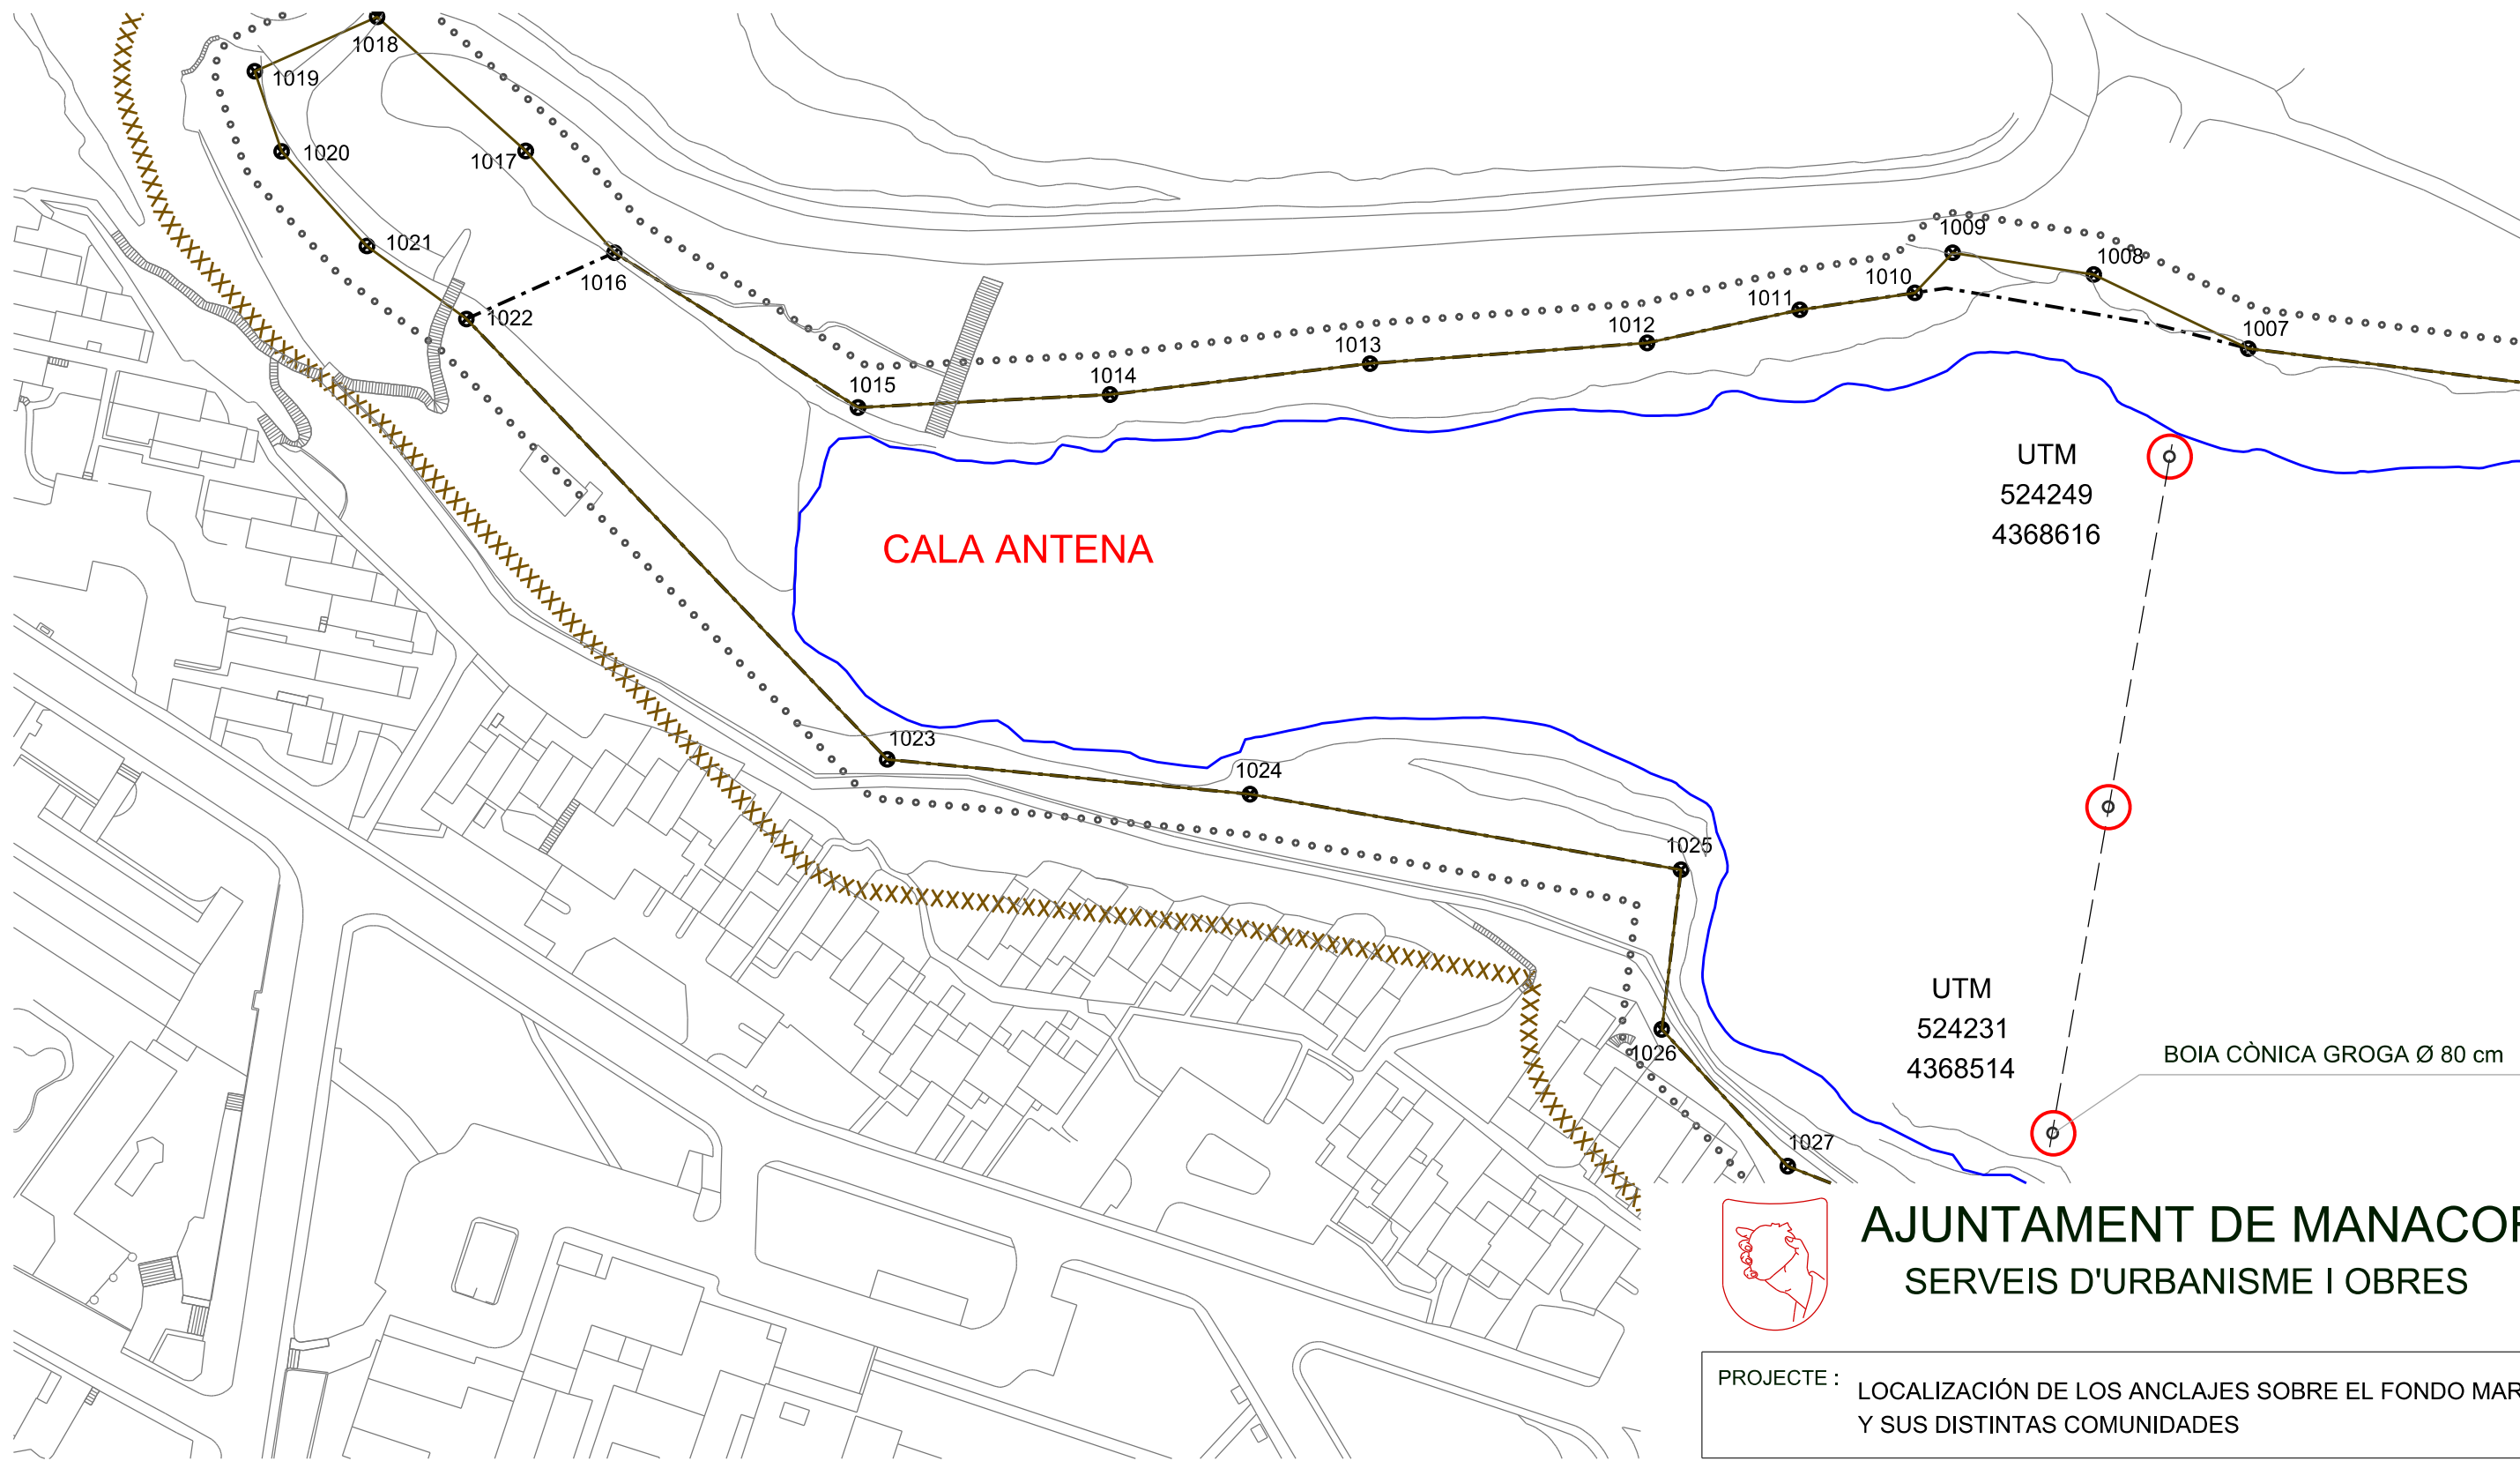 1018
1019
1017
1020
1021
1016
1022
1009
1008
1010
1011
1007
1012
1013
1014
1015
UTM
524249
4368616
CALA ANTENA
1023
1024
1025
UTM
524231
4368514
1026
BOIA CÒNICA GROGA Ø 80 cm
1027
AJUNTAMENT DE MANACOR
SERVEIS D'URBANISME I OBRES
PROJECTE :
LOCALIZACIÓN DE LOS ANCLAJES SOBRE EL FONDO MAR
Y SUS DISTINTAS COMUNIDADES